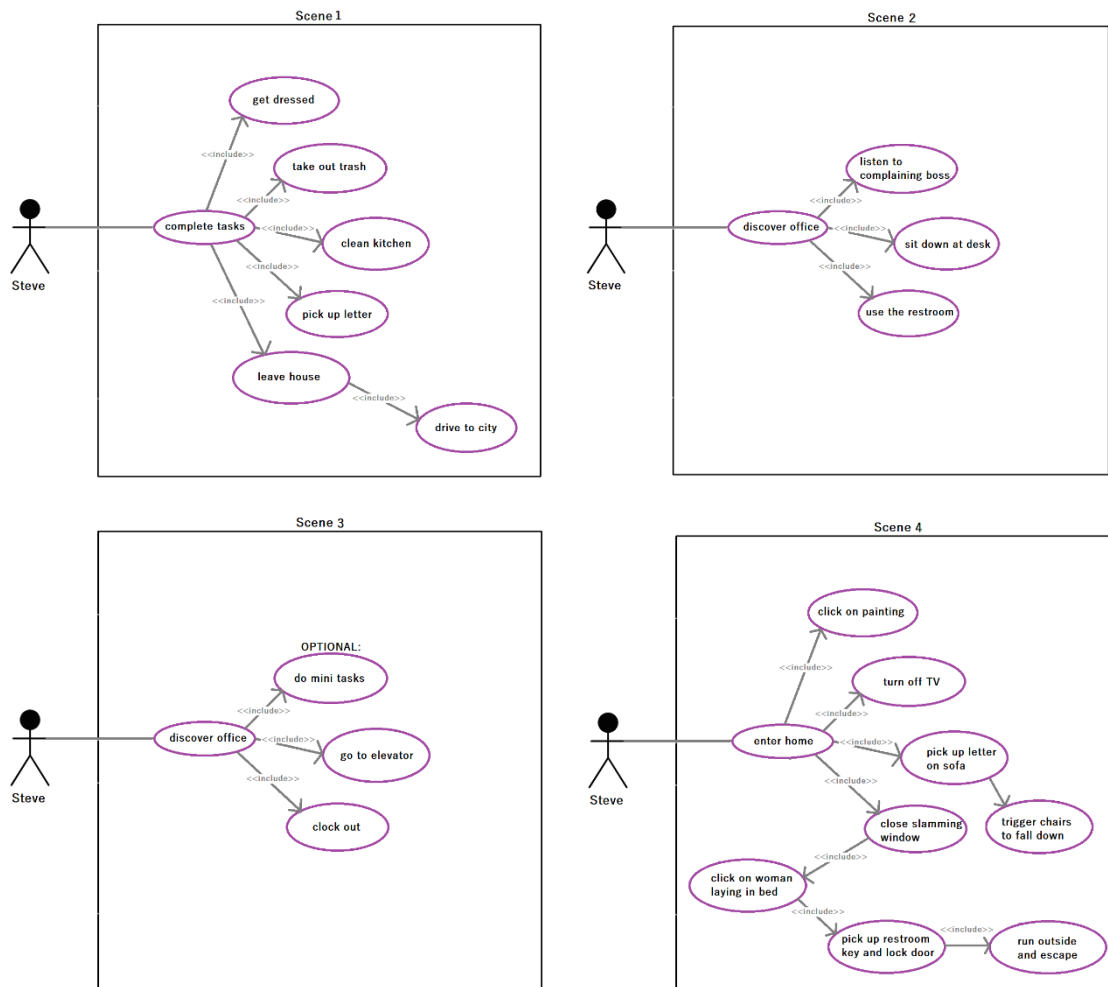 Scene 1
get dressed
<<include>>
take out trash
<<include>>
complete tasks
<<include>>
clean kitchen
<<include>>
Steve
pick up letter
<<include>>
leave house
<<include>>
drive to city
Scene 2
listen to
complaining boss
<<include>>
discover office
<<include>>
sit down at desk
<<include>>
Steve
use the restroom
Scene 3
OPTIONAL:
do mini tasks
<<include>>
discover office
<<include>>
go to elevator
<<include>>
Steve
clock out
Scene 4
click on painting
<<include>>
turn off TV
<<include>>
enter home
<<include>>
pick up letter
on sofa
<<include>>
Steve
close slamming
window
trigger chairs
to fall down
<<include>>
click on woman
laying in bed
<<include>>
pick up restroom
key and lock door
<<include>>
run outside
and escape